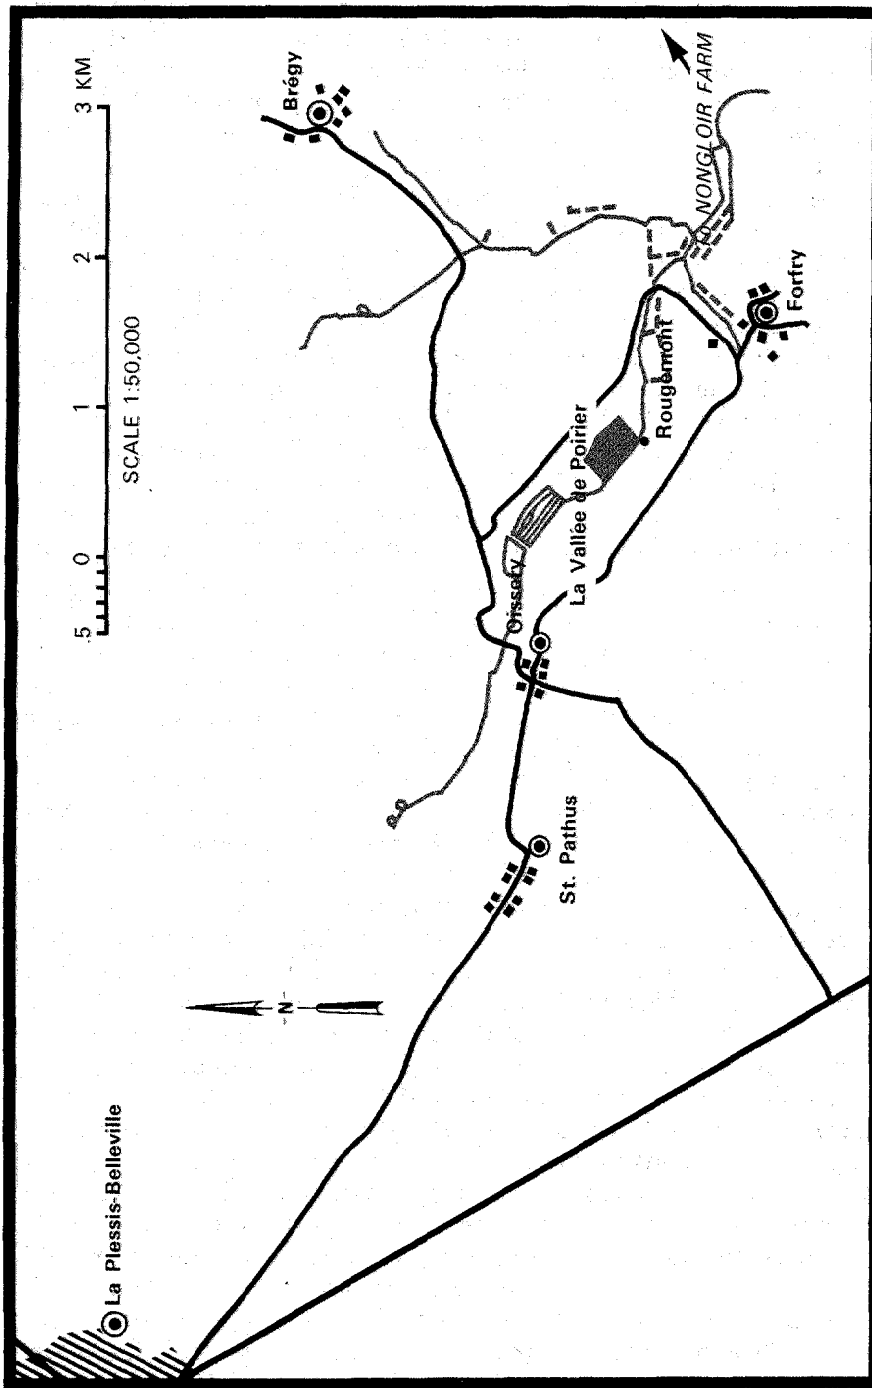 La Plessis-Belleville
N
.5 0 1 2 3 KM
SCALE 1:50,000
Brégy
St. Pathus
Oissery
La Vallée de Poirier
Rougemont
Forfry
TO NONGLOIR FARM